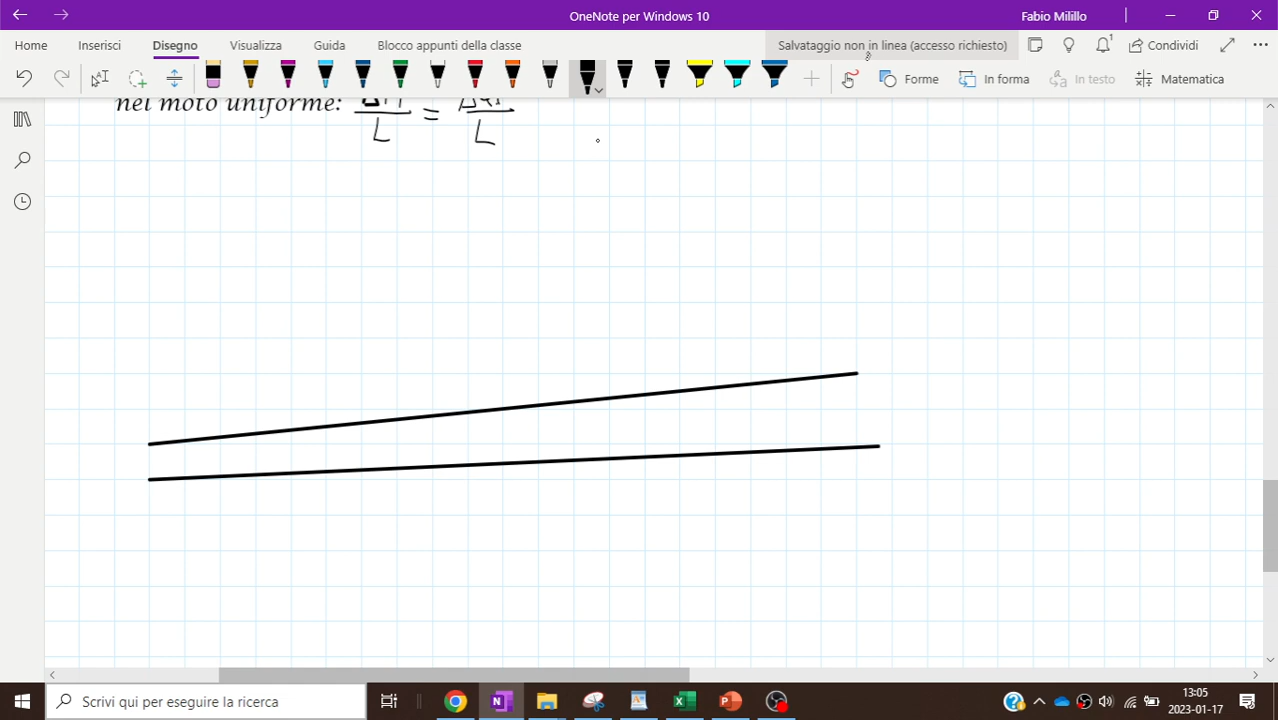 OneNote per Windows 10
Fabio Milillo
Home Inserisci Disegno Visualizza Guida Blocco appunti della classe Salvataggio non in linea (accesso richiesto) 1 Condividi
Forme In forma In testo Matematica
nel moto uniforme: =
L L
Scrivi qui per eseguire la ricerca
13:05
2023-01-17